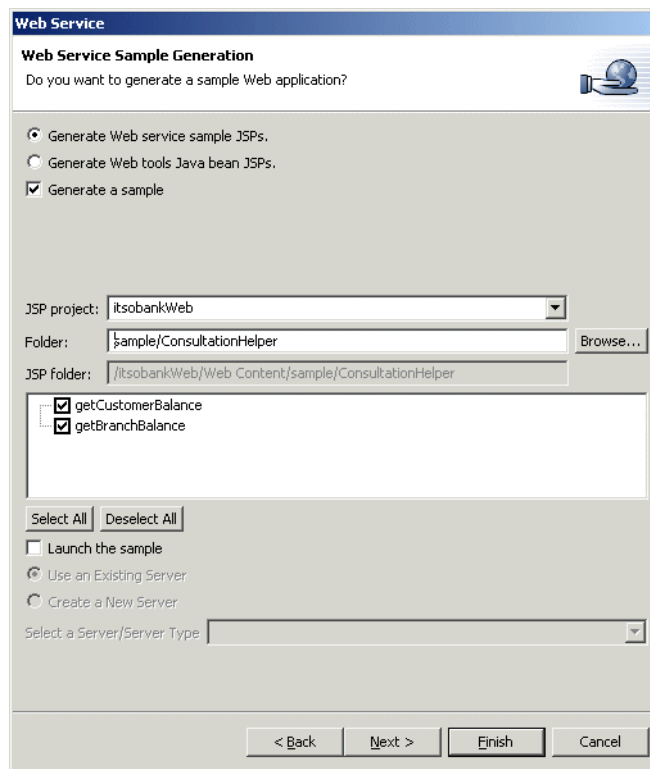 Web Service
Web Service Sample Generation
Do you want to generate a sample Web application?
Generate Web service sample JSPs.
Generate Web tools Java bean JSPs.
Generate a sample
JSP project: itsobankWeb
Folder: sample/ConsultationHelper Browse...
JSP folder: /itsobankWeb/Web Content/sample/ConsultationHelper
getCustomerBalance
getBranchBalance
Select All Deselect All
Launch the sample
Use an Existing Server
Create a New Server
Select a Server/Server Type
< Back Next > Finish Cancel